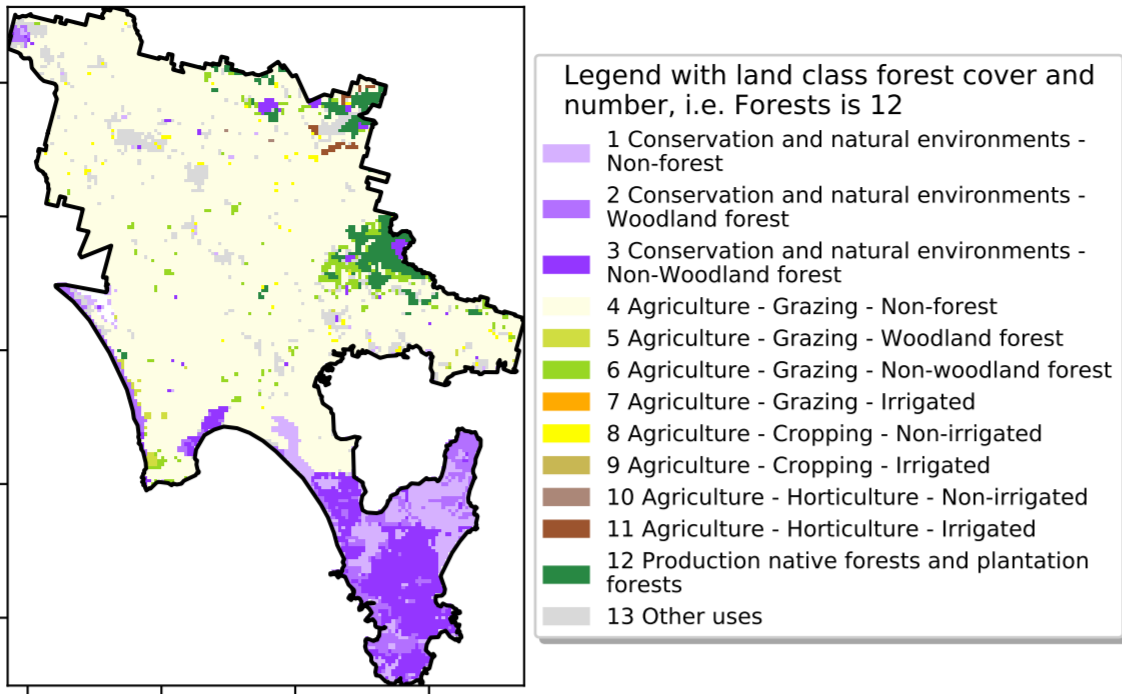 Legend with land class forest cover and
number, i.e. Forests is 12
1 Conservation and natural environments -
Non-forest
2 Conservation and natural environments -
Woodland forest
3 Conservation and natural environments -
Non-Woodland forest
4 Agriculture - Grazing - Non-forest
5 Agriculture - Grazing - Woodland forest
6 Agriculture - Grazing - Non-woodland forest
7 Agriculture - Grazing - Irrigated
8 Agriculture - Cropping - Non-irrigated
9 Agriculture - Cropping - Irrigated
10 Agriculture - Horticulture - Non-irrigated
11 Agriculture - Horticulture - Irrigated
12 Production native forests and plantation
forests
13 Other uses